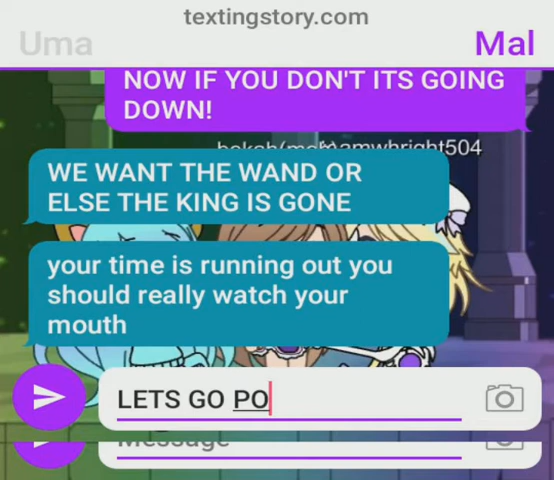 textingstory.com
Uma
Mal
NOW IF YOU DON'T ITS GOING
DOWN!
WE WANT THE WAND OR
ELSE THE KING IS GONE
your time is running out you
should really watch your
mouth
LETS GO PO
Message